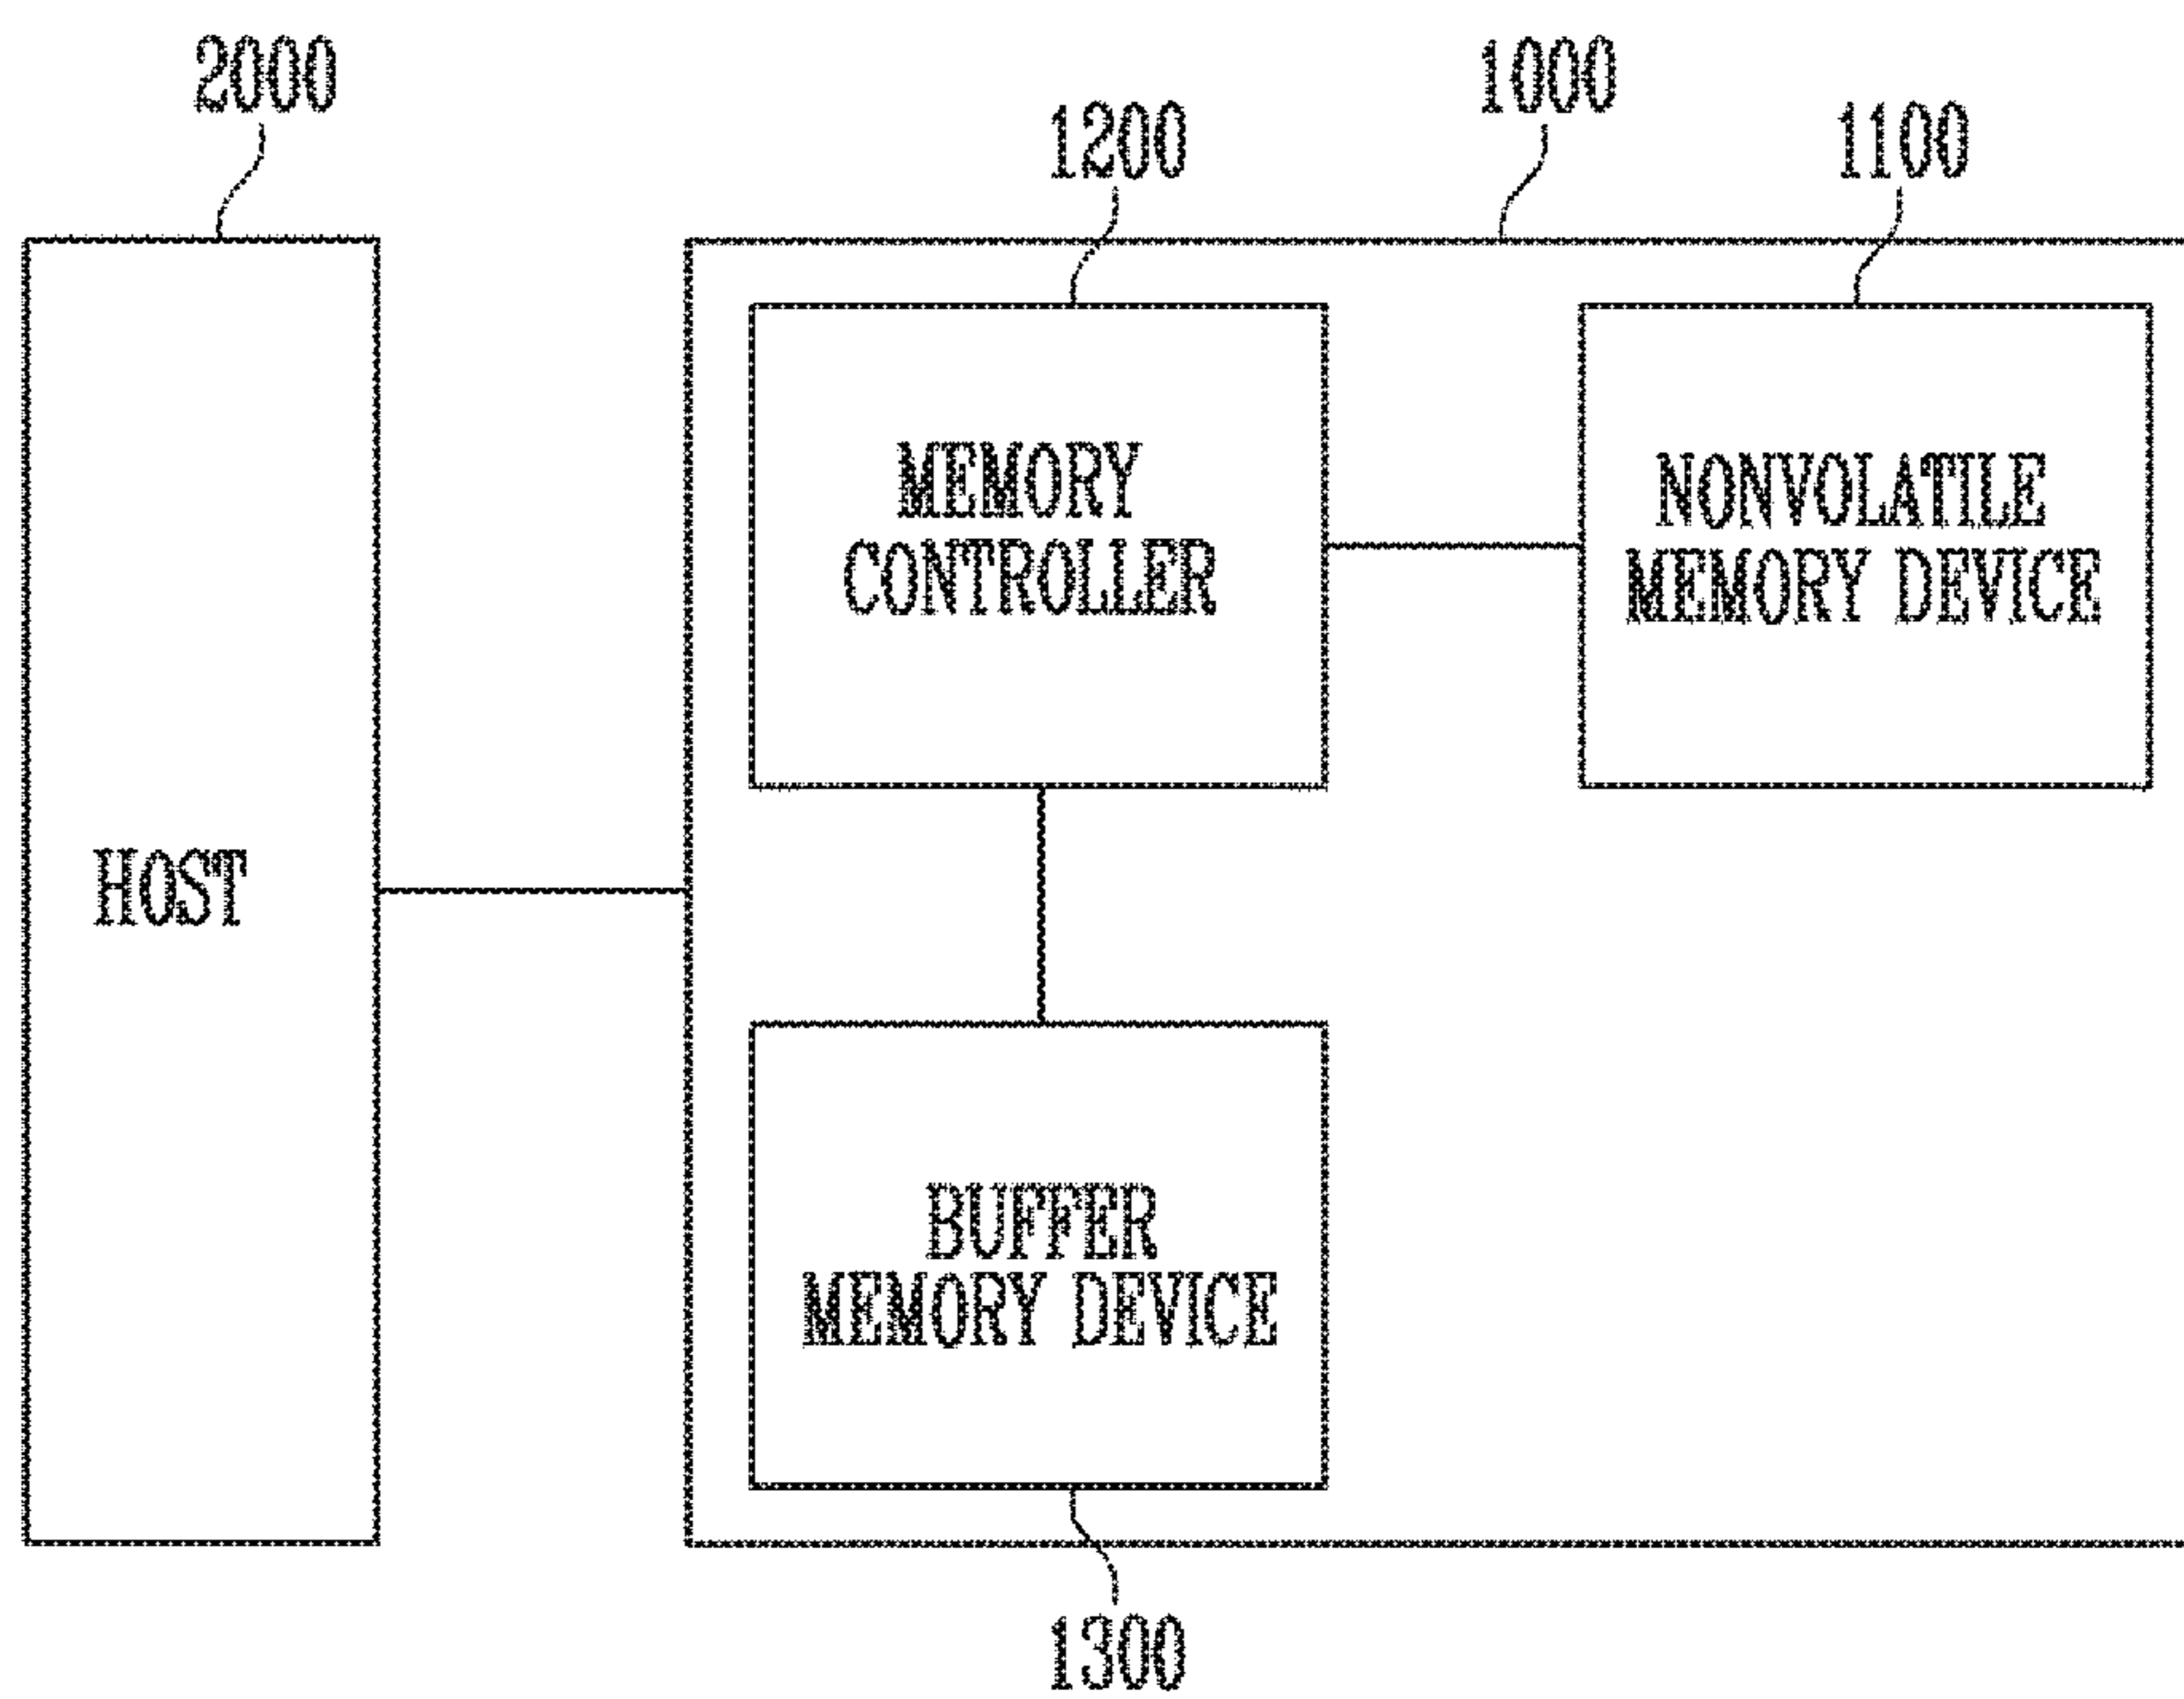 2000
1000
1200
1100
MEMORY
CONTROLLER
NONVOLATILE
MEMORY DEVICE
HOST
BUFFER
MEMORY DEVICE
1300